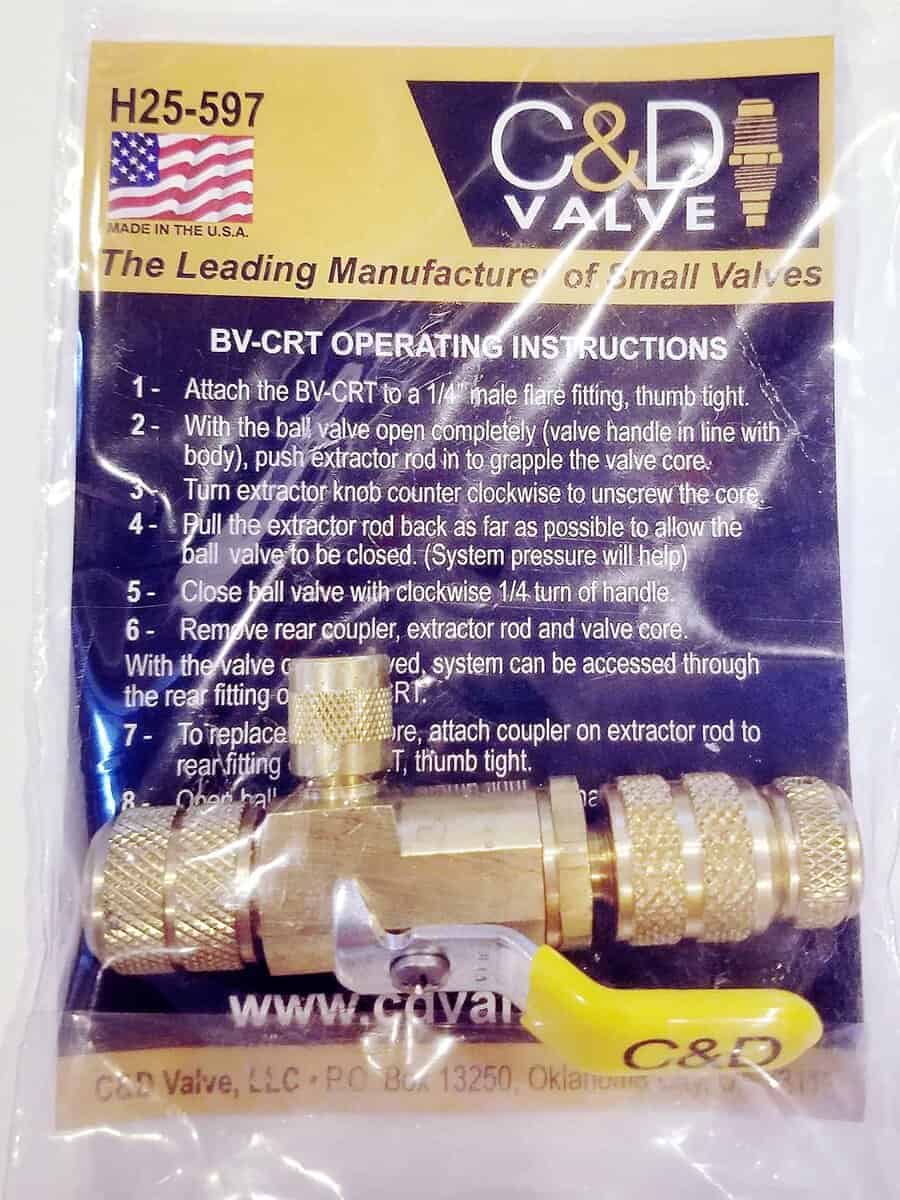 H25-597
MADE IN THE U.S.A.
C&D
VALVE
The Leading Manufacturer of Small Valves
BV-CRT OPERATING INSTRUCTIONS
1 - Attach the BV-CRT to a 1/4" male flare fitting, thumb tight.
2 - With the ball valve open completely (valve handle in line with
body), push extractor rod in to grapple the valve core.
3 - Turn extractor knob counter clockwise to unscrew the core.
4 - Pull the extractor rod back as far as possible to allow the
ball valve to be closed. (System pressure will help)
5 - Close ball valve with clockwise 1/4 turn of handle.
6 - Remove rear coupler, extractor rod and valve core.
With the valve system can be accessed through
the rear fitting
7 - To replace attach coupler on extractor rod to
rear fitting thumb tight.
8 - Open ball
C&D
C&D Valve, LLC • P.O. Box 13250, Oklahoma City,